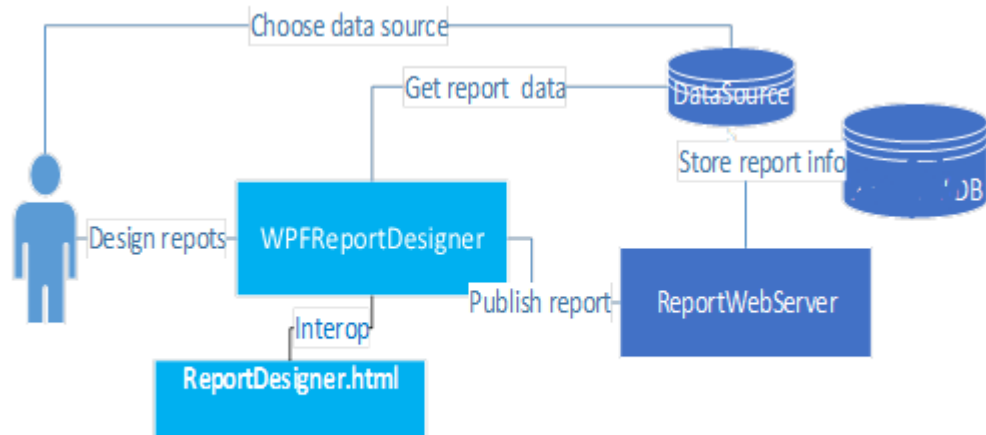 Choose data source
Get report data
DataSource
Store report info
DB
Design repots
WPFReportDesigner
Publish report
ReportWebServer
Interop
ReportDesigner.html